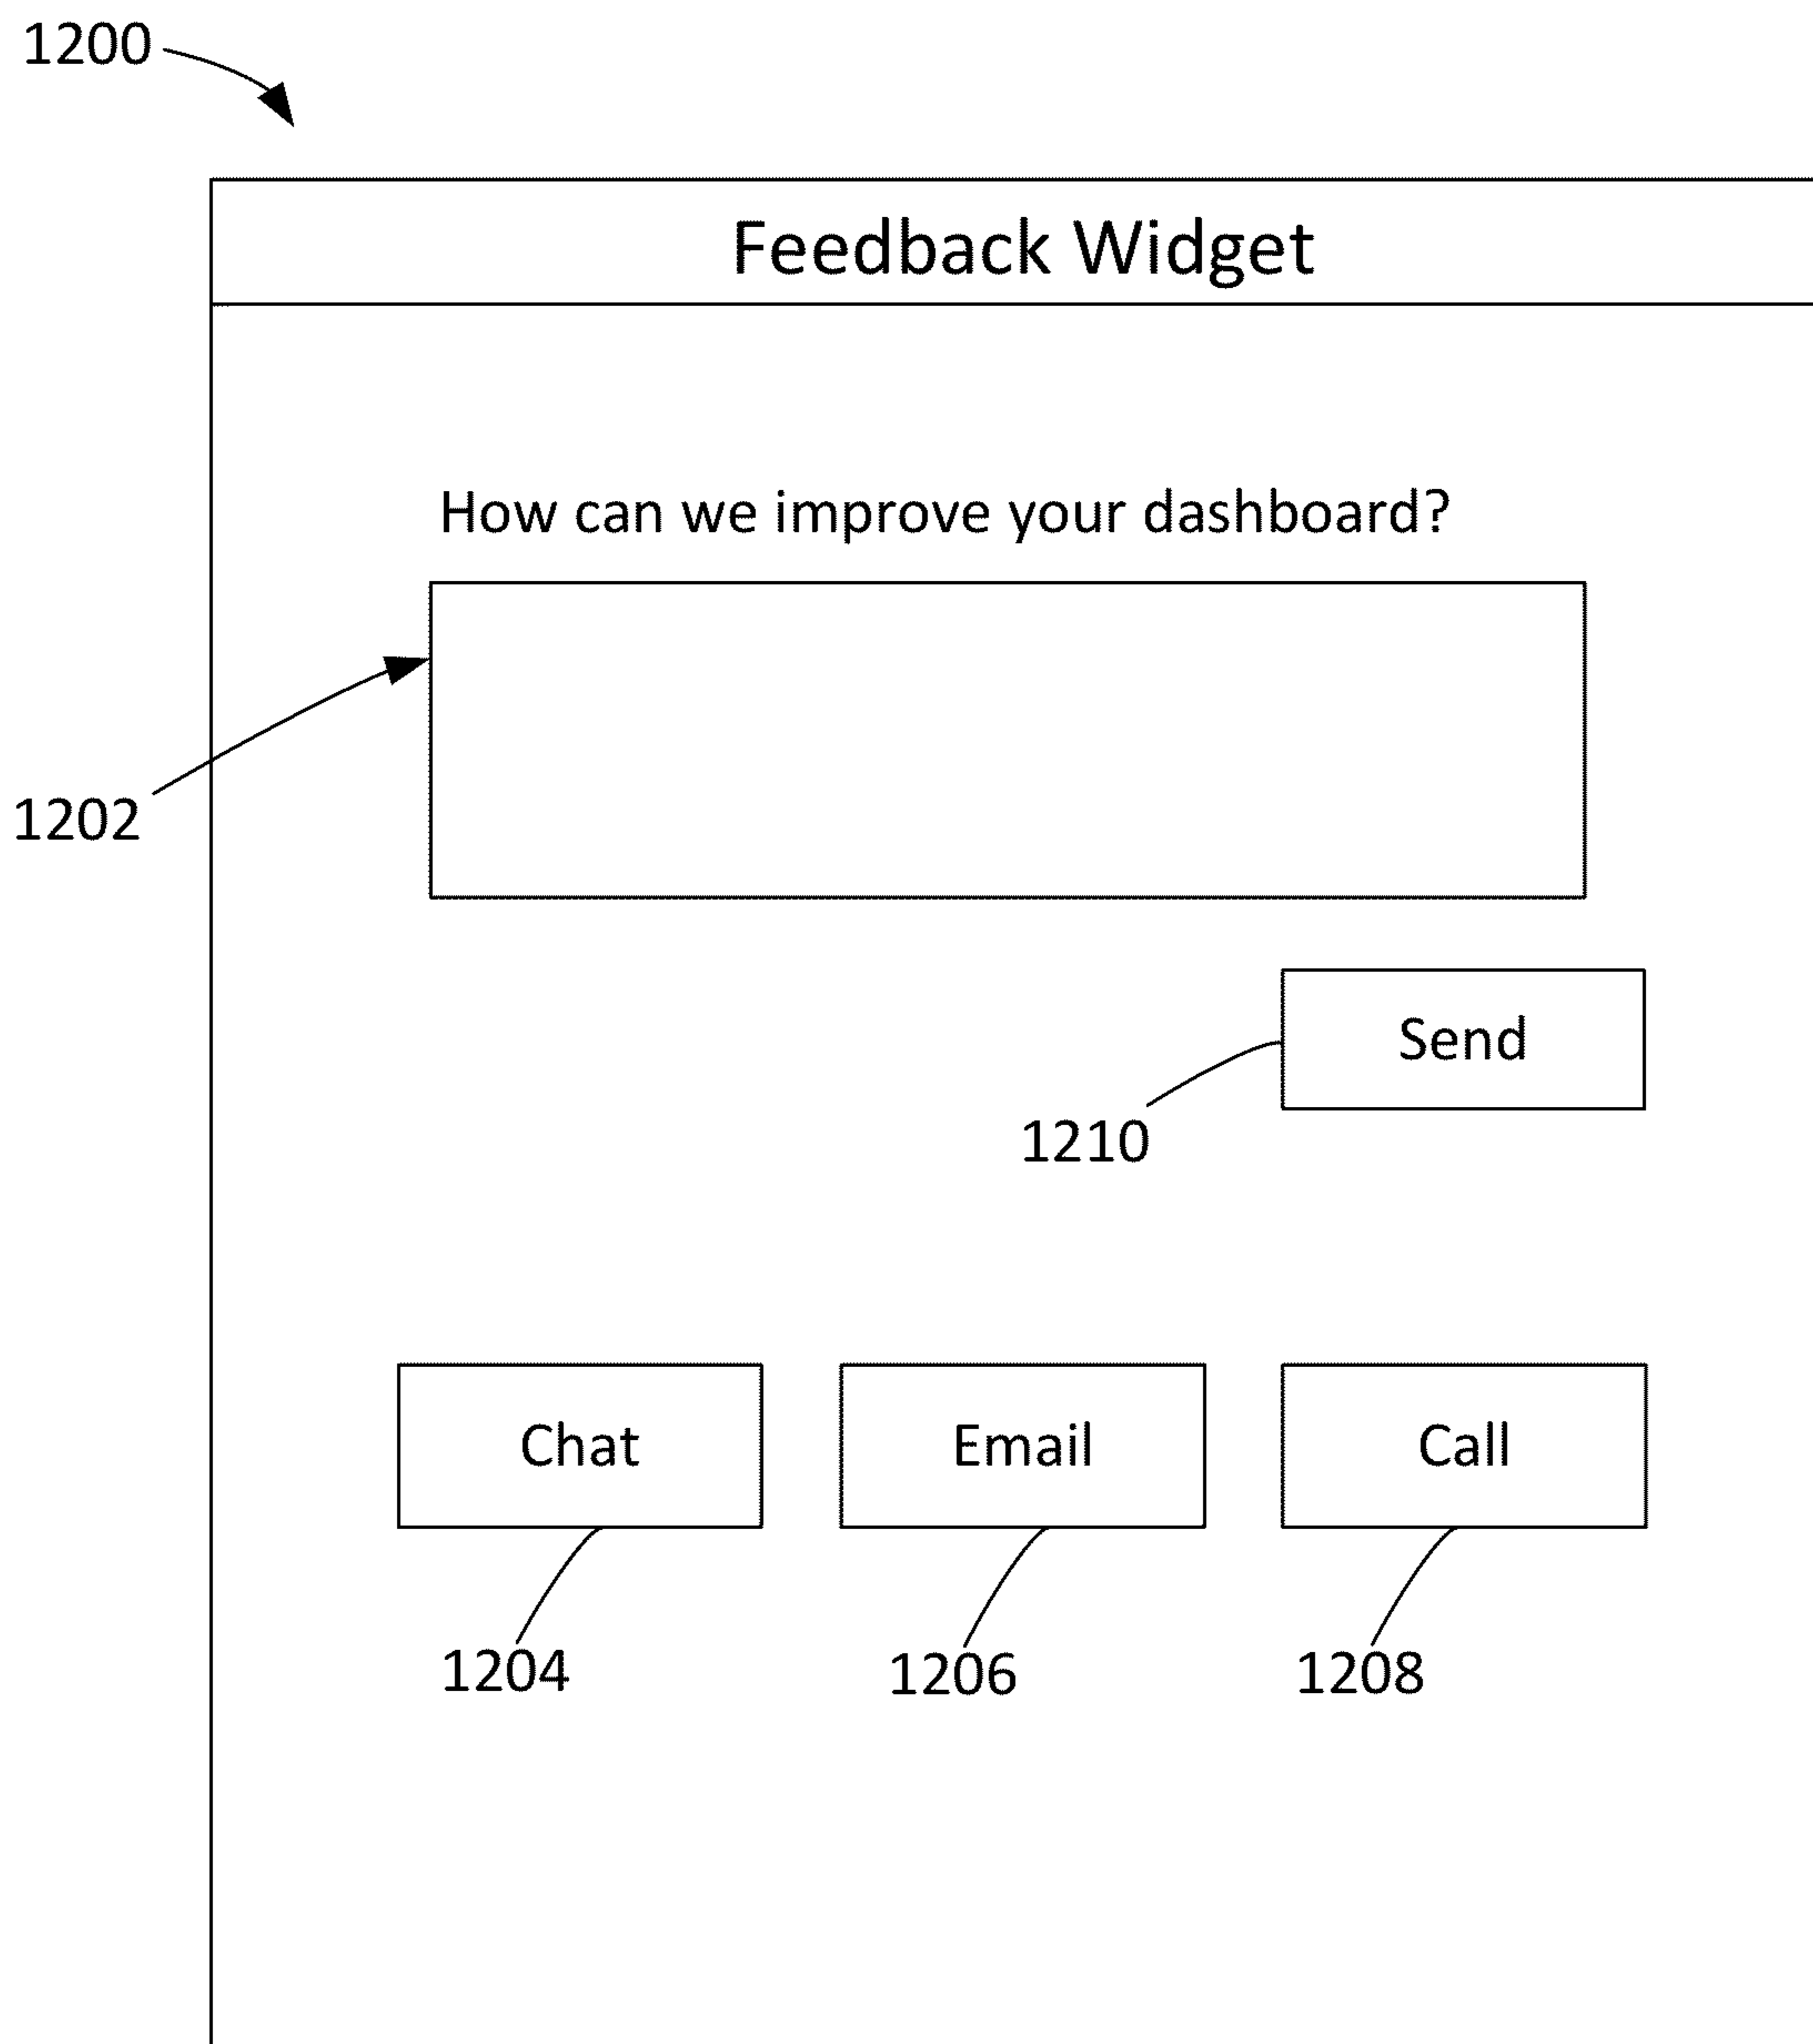 1200
Feedback Widget
How can we improve your dashboard?
1202
Send
1210
Chat Email Call
1204 1206 1208